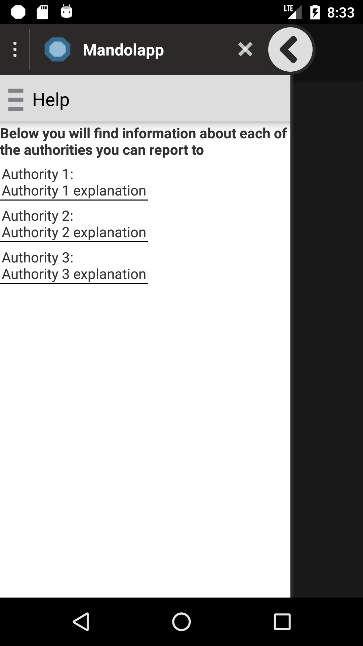 LTE 8:33
Mandolapp
Help
Below you will find information about each of
the authorities you can report to
Authority 1:
Authority 1 explanation
Authority 2:
Authority 2 explanation
Authority 3:
Authority 3 explanation